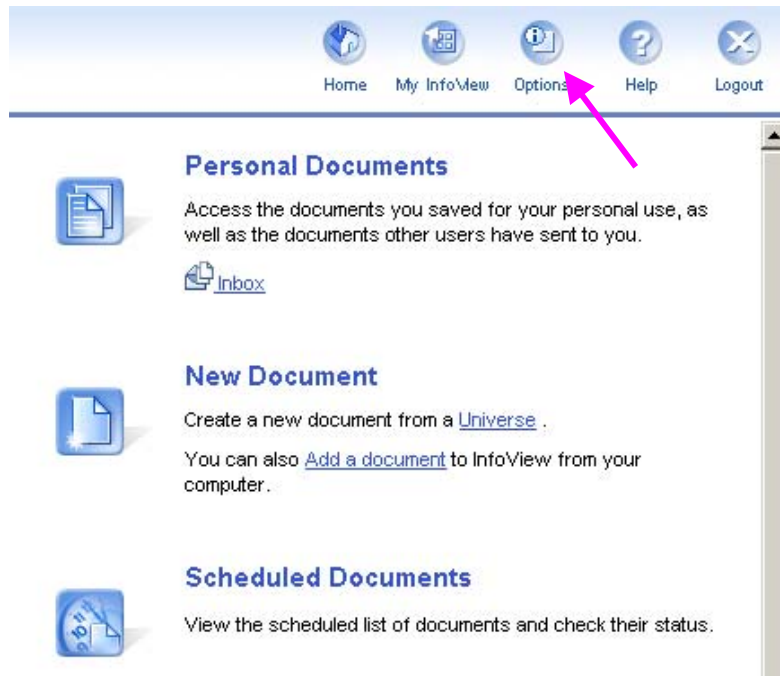 Home My InfoView Options Help Logout
Personal Documents
Access the documents you saved for your personal use, as
well as the documents other users have sent to you.
Inbox
New Document
Create a new document from a Universe .
You can also Add a document to InfoView from your
computer.
Scheduled Documents
View the scheduled list of documents and check their status.